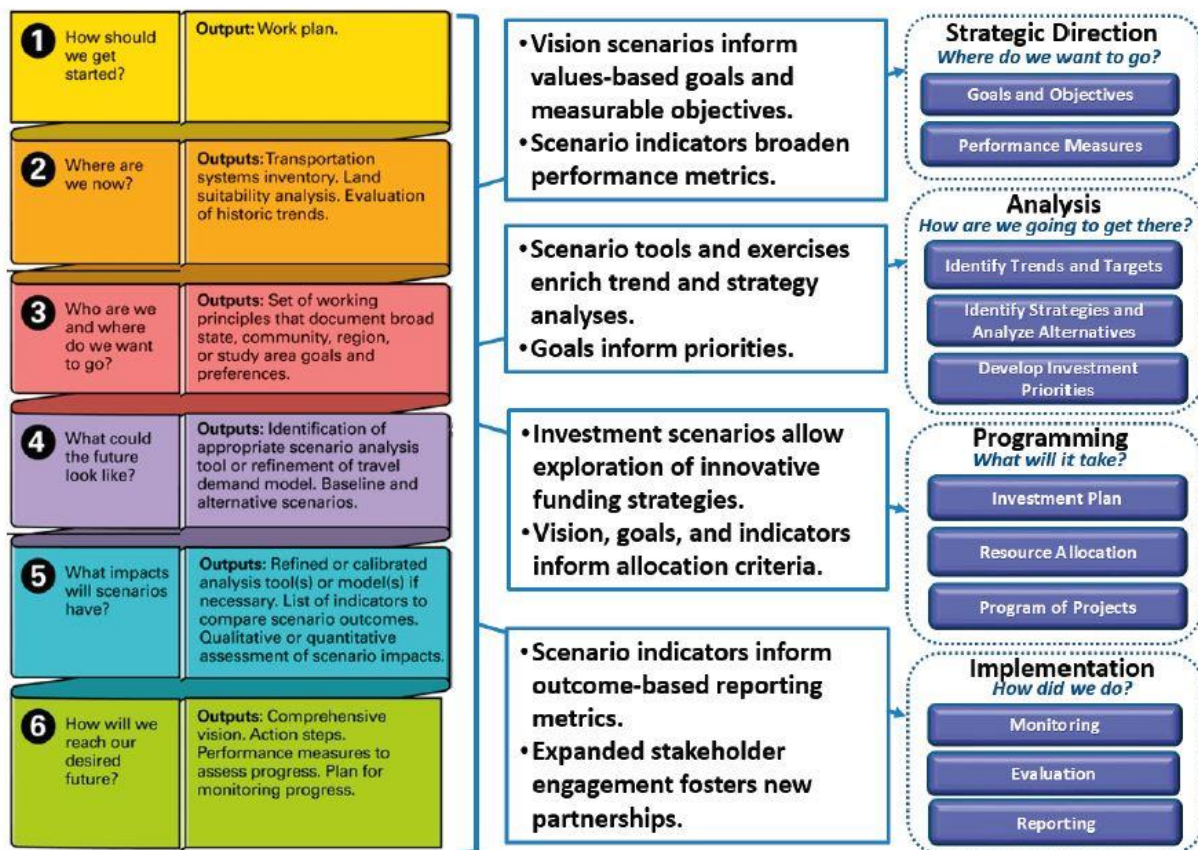 1
How should
we get
started?
Output: Work plan.
2
Where are
we now?
Outputs: Transportation
systems inventory. Land
suitability analysis. Evaluation
of historic trends.
3
Who are we
and where
do we want
to go?
Outputs: Set of working
principles that document broad
state, community, region,
or study area goals and
preferences.
4
What could
the future
look like?
Outputs: Identification of
appropriate scenario analysis
tool or refinement of travel
demand model. Baseline and
alternative scenarios.
5
What impacts
will scenarios
have?
Outputs: Refined or calibrated
analysis tool(s) or model(s) if
necessary. List of indicators to
compare scenario outcomes.
Qualitative or quantitative
assessment of scenario impacts.
6
How will we
reach our
desired
future?
Outputs: Comprehensive
vision. Action steps.
Performance measures to
assess progress. Plan for
monitoring progress.
• Vision scenarios inform
values-based goals and
measurable objectives.
• Scenario indicators broaden
performance metrics.
• Scenario tools and exercises
enrich trend and strategy
analyses.
• Goals inform priorities.
• Investment scenarios allow
exploration of innovative
funding strategies.
• Vision, goals, and indicators
inform allocation criteria.
• Scenario indicators inform
outcome-based reporting
metrics.
• Expanded stakeholder
engagement fosters new
partnerships.
Strategic Direction
Where do we want to go?
Goals and Objectives
Performance Measures
Analysis
How are we going to get there?
Identify Trends and Targets
Identify Strategies and
Analyze Alternatives
Develop Investment
Priorities
Programming
What will it take?
Investment Plan
Resource Allocation
Program of Projects
Implementation
How did we do?
Monitoring
Evaluation
Reporting